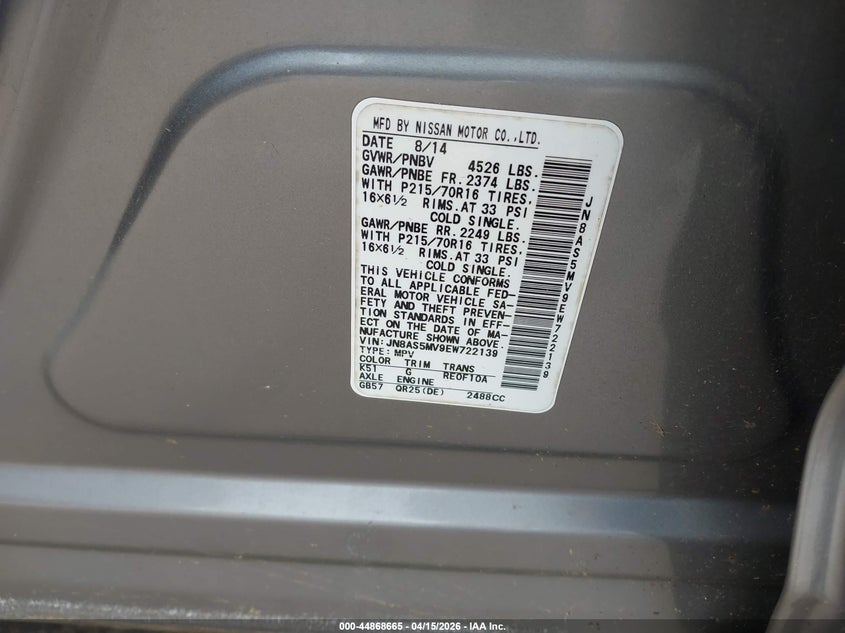 MFD BY NISSAN MOTOR CO.,LTD.
DATE 8/14
GVWR/PNBV 4526 LBS.
GAWR/PNBE FR. 2374 LBS.
WITH P215/70R16 TIRES,
16×6½ RIMS.AT 33 PSI
COLD SINGLE.
GAWR/PNBE RR. 2249 LBS.
WITH P215/70R16 TIRES,
16×6½ RIMS.AT 33 PSI
COLD SINGLE.
THIS VEHICLE CONFORMS
TO ALL APPLICABLE FED-
ERAL MOTOR VEHICLE SA-
FETY AND THEFT PREVEN-
TION STANDARDS IN EFF-
ECT ON THE DATE OF MA-
NUFACTURE SHOWN ABOVE.
VIN:JN8AS5MV9EW722139
TYPE:MPV
COLOR TRIM TRANS
K51 G RE0F10A
AXLE ENGINE
GB57 QR25(DE) 2488CC
JN8AS5MV9EW722139
000-44868665 - 04/15/2026 - IAA Inc.